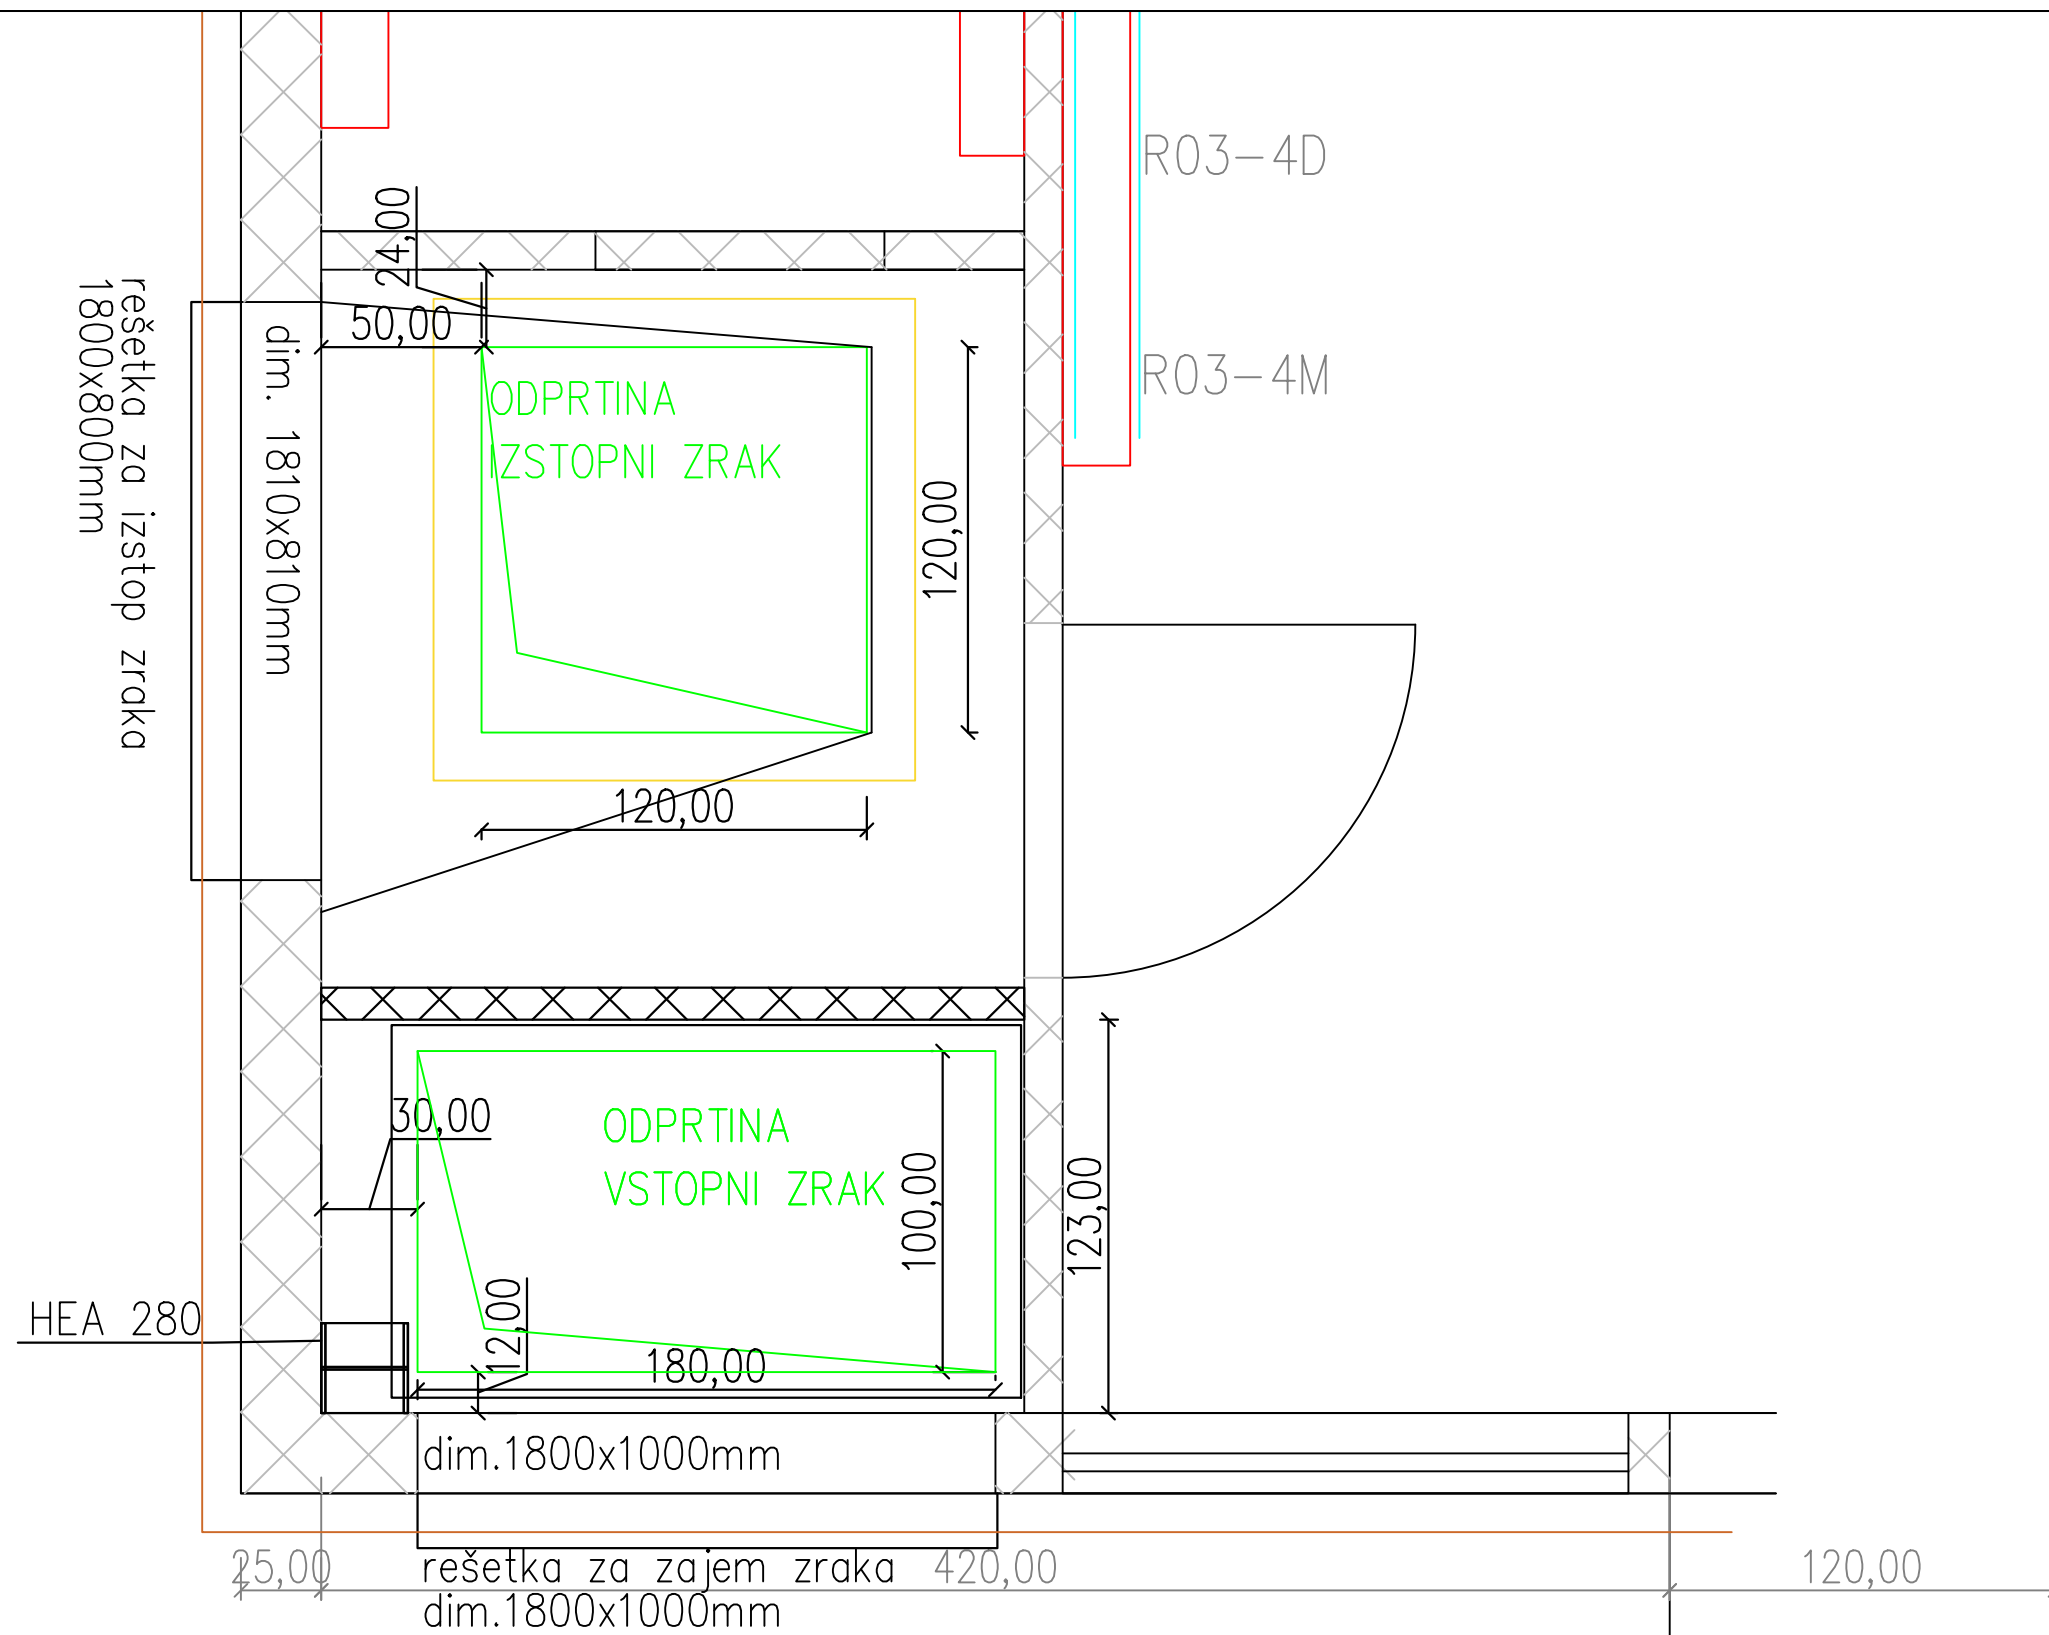 R03-4D
24,00
50,00
R03-4M
rešetka za izstop zraka
1800x800mm
dim. 1810x810mm
ODPRTINA
IZSTOPNI ZRAK
120,00
120,00
30,00
ODPRTINA
VSTOPNI ZRAK
100,00
123,00
HEA 280
12,00
180,00
dim.1800x1000mm
25,00
rešetka za zajem zraka
dim.1800x1000mm
420,00
120,00